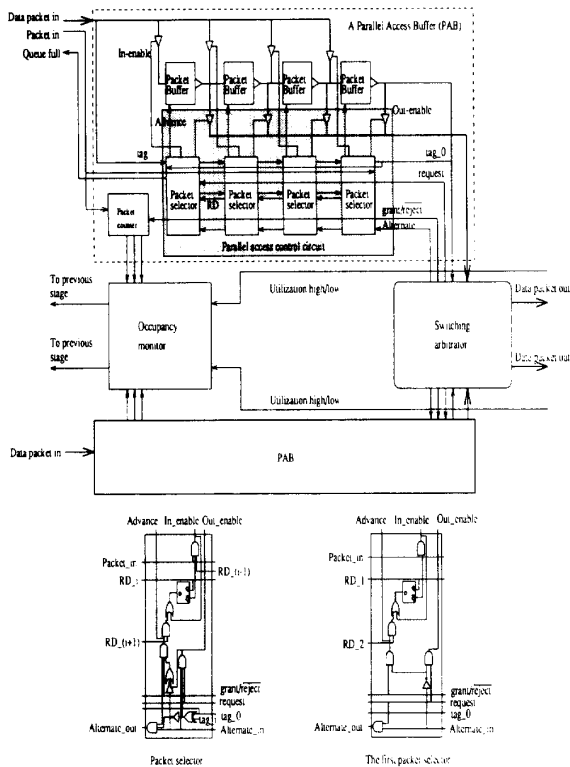 Data packet in
A Parallel Access Buffer (PAB)
Packet in
Queue full
In-enable
Packet Buffer
Packet Buffer
Packet Buffer
Packet Buffer
Advance
Out-enable
tag
tag_0
request
Packet selector
Packet selector
Packet selector
Packet selector
RD
Packet counter
grant/reject
Alternate
Parallel access control circuit
To previous stage
Utilization high/low
Data packet out
Occupancy monitor
Switching arbitrator
To previous stage
Data packet out
Utilization high/low
Data packet in
PAB
Advance In_enable Out_enable
Advance In_enable Out_enable
Packet_in
Packet_in
RD_i
RD_(i-1)
RD_1
RD_(i+1)
RD_2
grant/reject
request
tag_0
tag_i
Alternate_out
Alternate_in
grant/reject
request
tag_0
Alternate_out
Alternate_in
Packet selector
The first packet selector